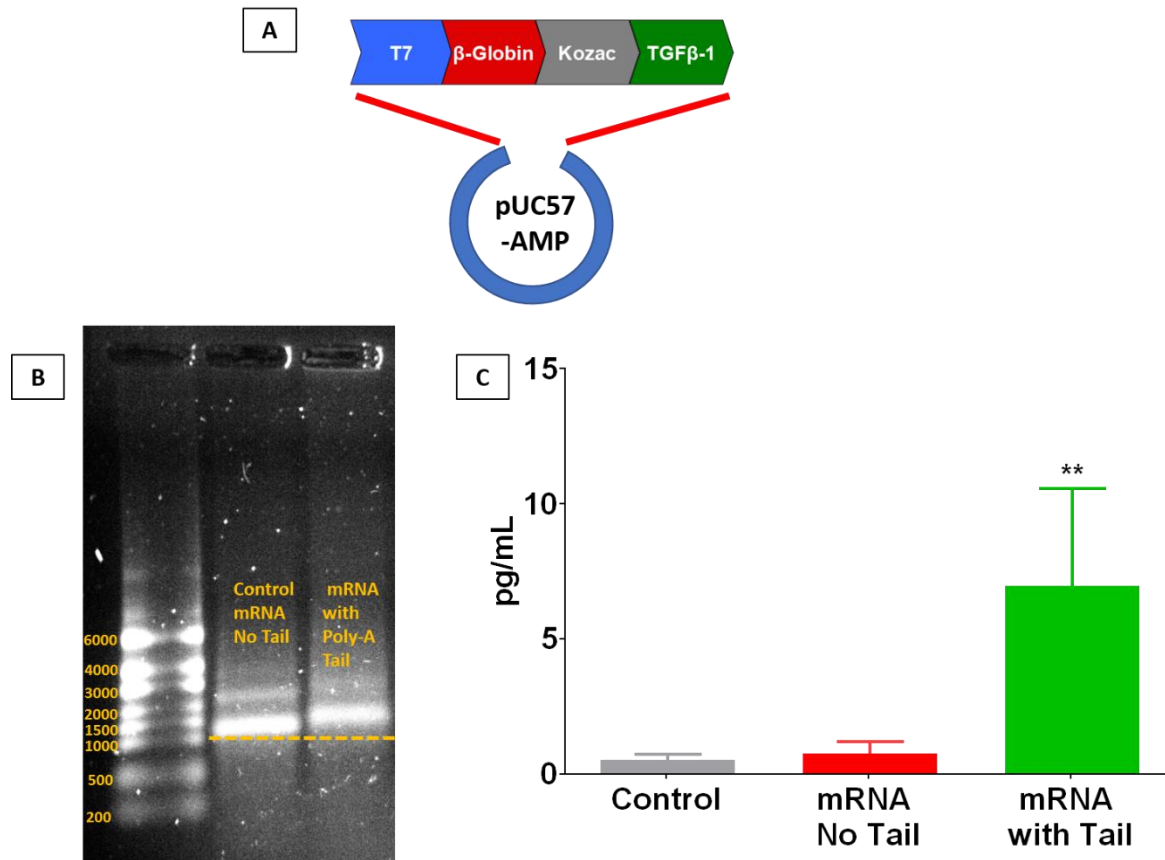 A
T7 β-Globin Kozac TGFβ-1
pUC57
-AMP
B
Control
mRNA
No Tail
mRNA
with
Poly-A
Tail
6000
4000
3000
2000
1500
1000
500
200
C
15
10
5
0
pg/mL
**
Control
mRNA
No Tail
mRNA
with Tail